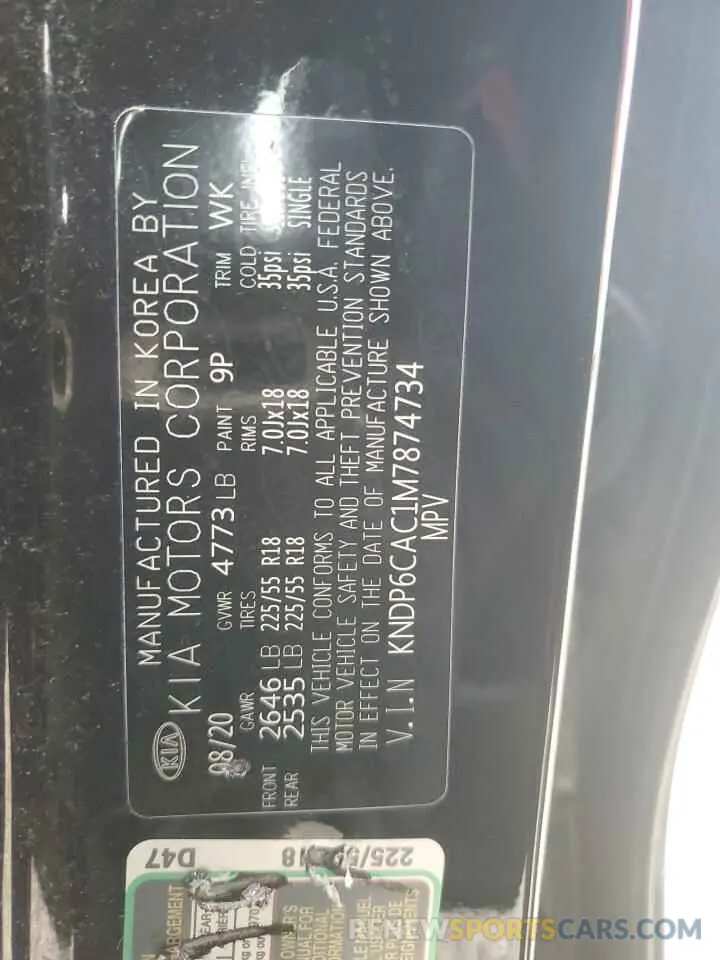 MANUFACTURED IN KOREA BY
KIA KIA MOTORS CORPORATION
08/20 GVWR 4773 LB PAINT 9P TRIM WK
GAWR TIRES RIMS COLD TIRE
FRONT 2646 LB 225/55 R18 7.0Jx18 35psi
REAR 2535 LB 225/55 R18 7.0Jx18 35psi SINGLE
THIS VEHICLE CONFORMS TO ALL APPLICABLE U.S.A. FEDERAL
MOTOR VEHICLE SAFETY AND THEFT PREVENTION STANDARDS
IN EFFECT ON THE DATE OF MANUFACTURE SHOWN ABOVE.
V.I.N KNDP6CAC1M7874734
MPV
D47
OWNER'S
RENEWSPORTSCARS.COM